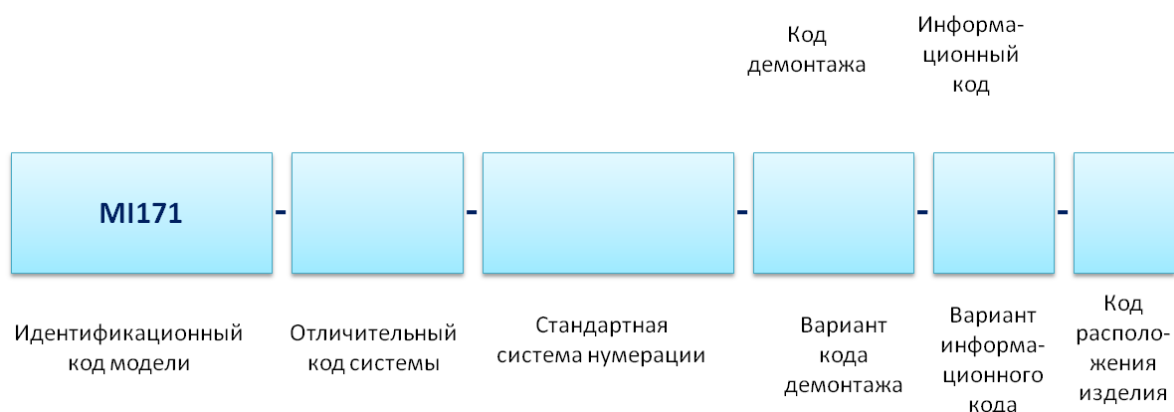 Код
демонтажа
Информа-
ционный
код
MI171
-
-
-
-
-
Идентификационный
код модели
Отличительный
код системы
Стандартная
система нумерации
Вариант
кода
демонтажа
Вариант
информа-
ционного
кода
Код
располо-
жения
изделия